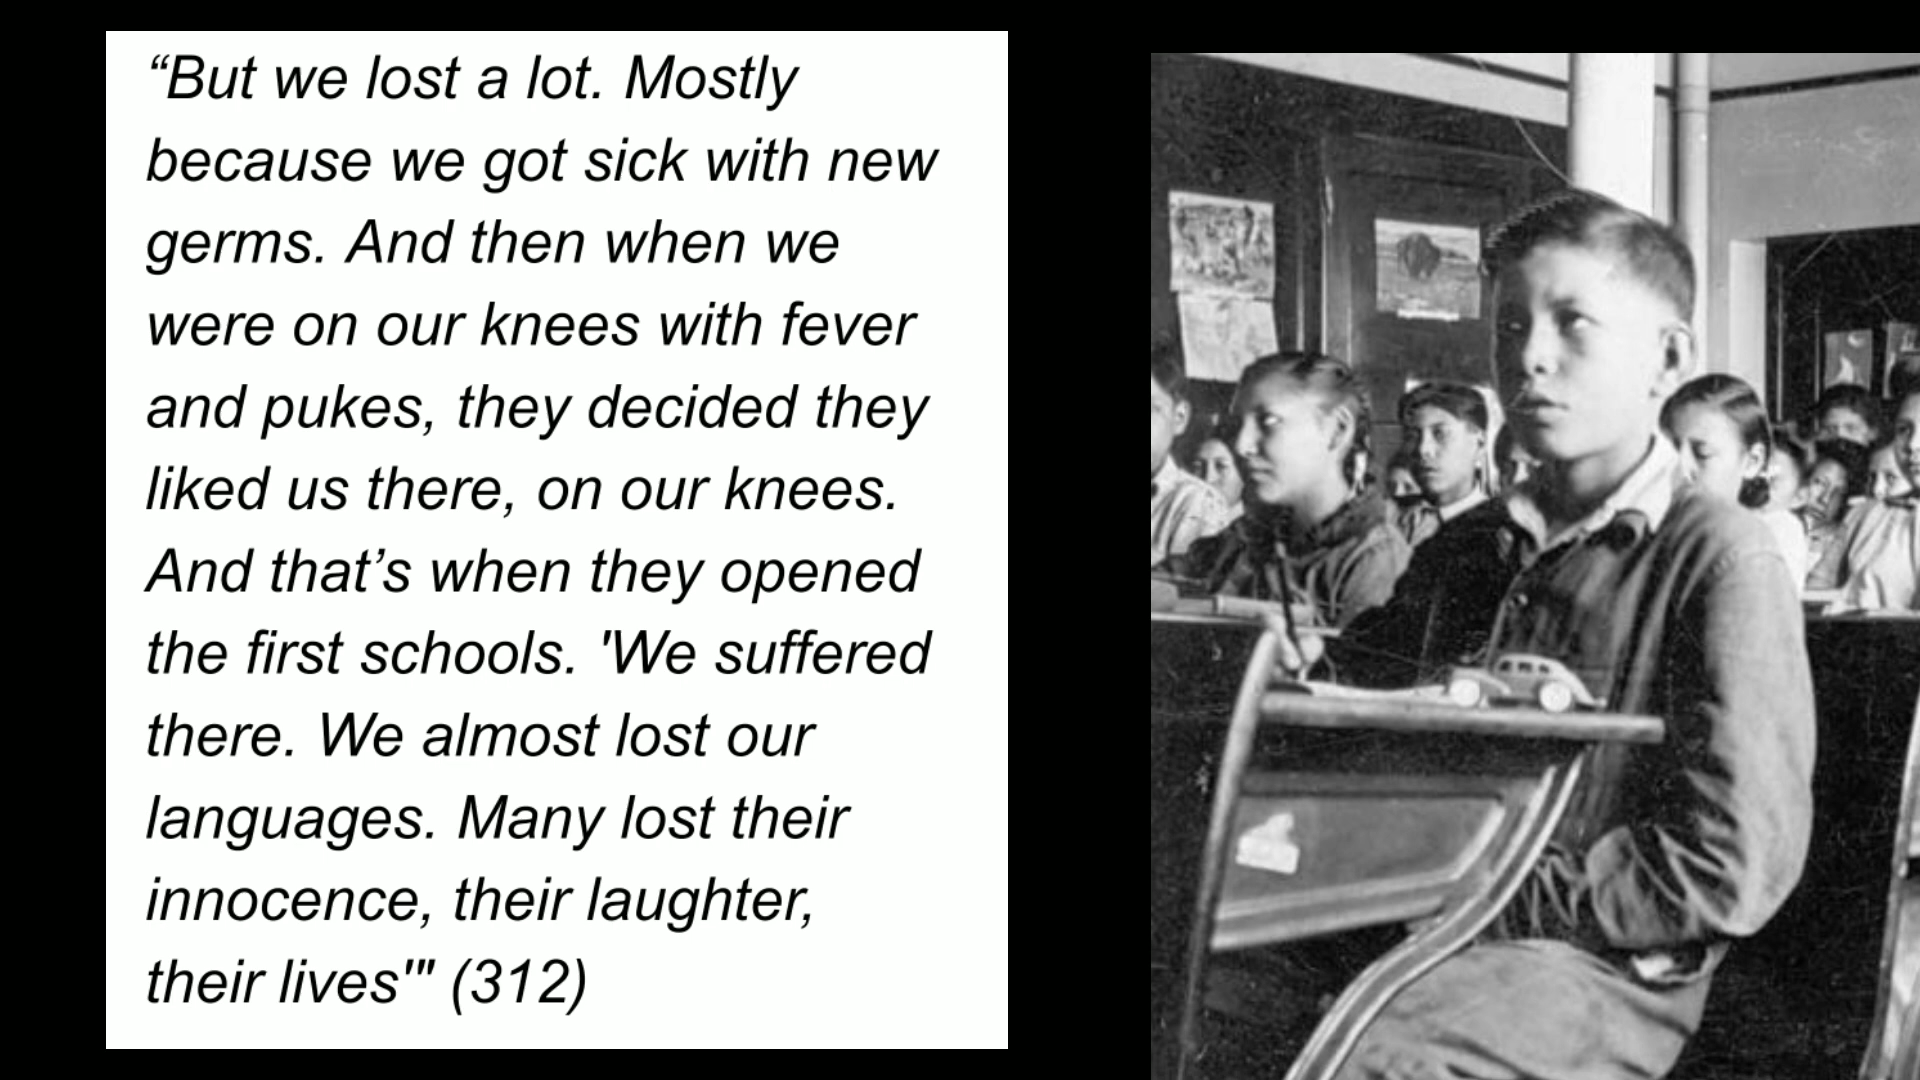 “But we lost a lot. Mostly
because we got sick with new
germs. And then when we
were on our knees with fever
and pukes, they decided they
liked us there, on our knees.
And that’s when they opened
the first schools. 'We suffered
there. We almost lost our
languages. Many lost their
innocence, their laughter,
their lives'" (312)